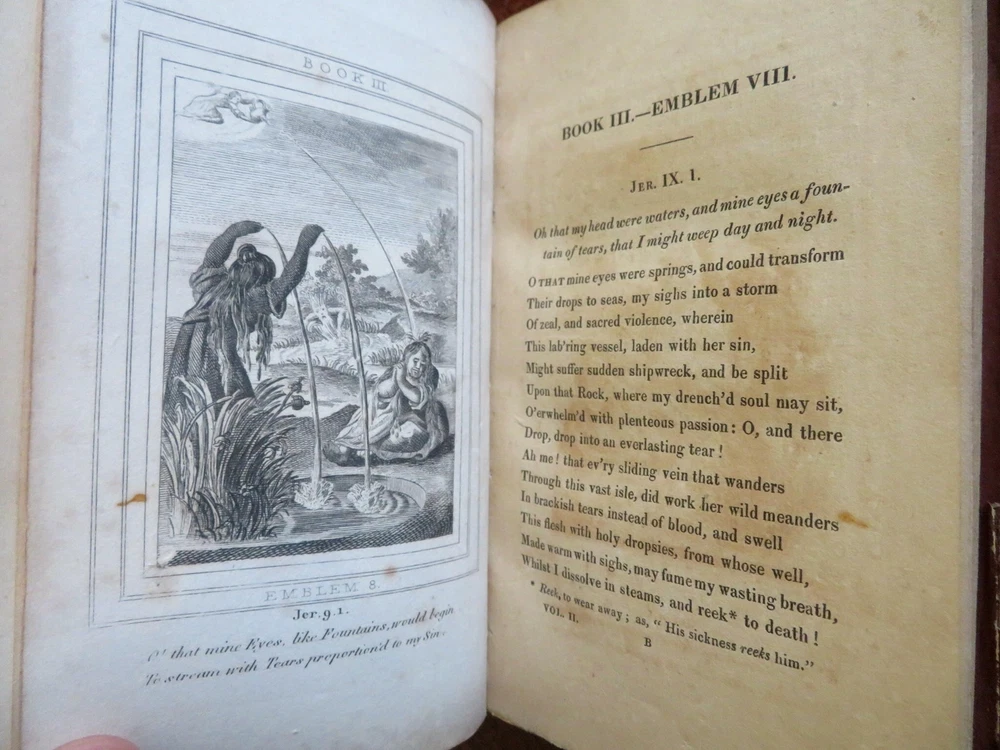 BOOK III.
EMBLEM 8.
Jer. 9. 1.
O' that mine Eyes, like Fountains, would begin
To stream with Tears proportion'd to my Sin.
BOOK III.—EMBLEM VIII.
JER. IX. 1.
Oh that my head were waters, and mine eyes a foun-
tain of tears, that I might weep day and night.
O THAT mine eyes were springs, and could transform
Their drops to seas, my sighs into a storm
Of zeal, and sacred violence, wherein
This lab'ring vessel, laden with her sin,
Might suffer sudden shipwreck, and be split
Upon that Rock, where my drench'd soul may sit,
O'erwhelm'd with plenteous passion: O, and there
Drop, drop into an everlasting tear!
Ah me! that ev'ry sliding vein that wanders
Through this vast isle, did work her wild meanders
In brackish tears instead of blood, and swell
This flesh with holy dropsies, from whose well,
Made warm with sighs, may fume my wasting breath,
Whilst I dissolve in steams, and reek* to death!
* Reek, to wear away; as, "His sickness reeks him."
VOL. II.
B